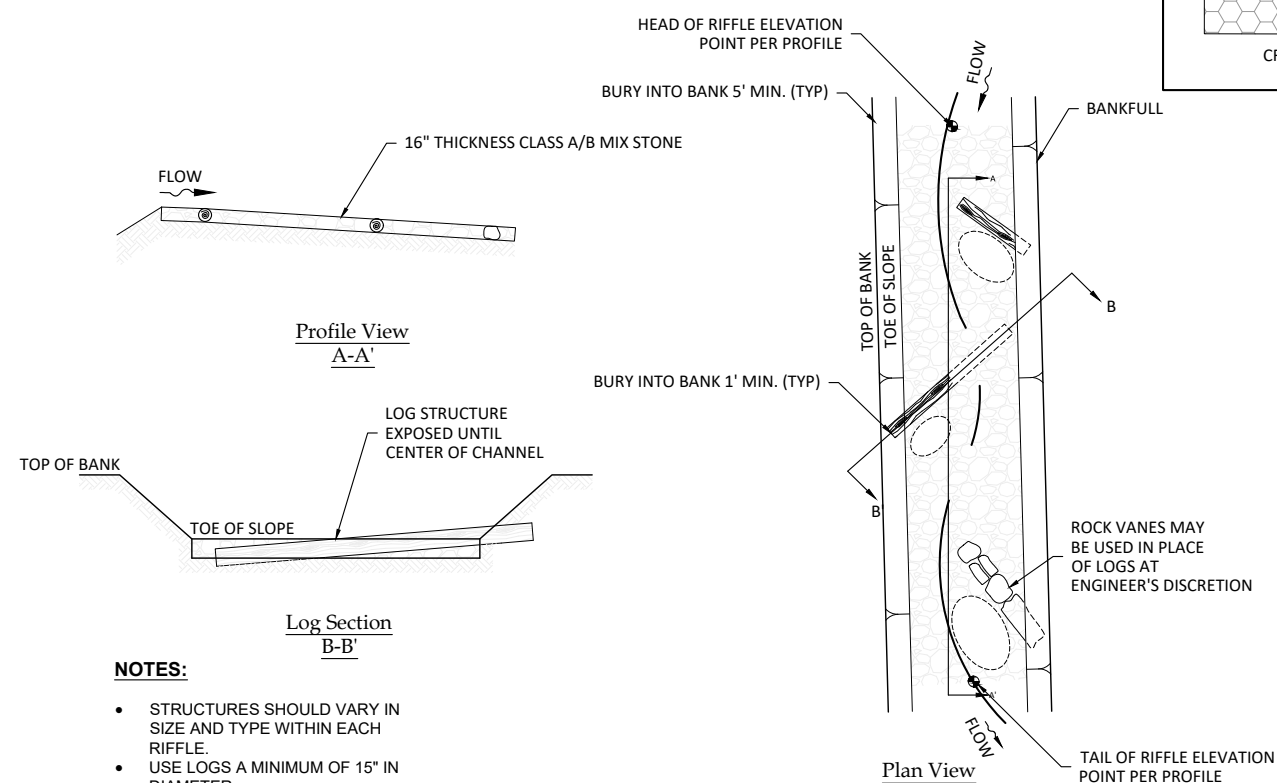 HEAD OF RIFFLE ELEVATION
POINT PER PROFILE
FLOW
BURY INTO BANK 5' MIN. (TYP)
BANKFULL
16" THICKNESS CLASS A/B MIX STONE
FLOW
A
TOP OF BANK
TOE OF SLOPE
B
Profile View
A-A'
BURY INTO BANK 1' MIN. (TYP)
LOG STRUCTURE
EXPOSED UNTIL
CENTER OF CHANNEL
TOP OF BANK
TOE OF SLOPE
B'
ROCK VANES MAY
BE USED IN PLACE
OF LOGS AT
ENGINEER'S DISCRETION
Log Section
B-B'
NOTES:
• STRUCTURES SHOULD VARY IN
SIZE AND TYPE WITHIN EACH
RIFFLE.
• USE LOGS A MINIMUM OF 15" IN
A'
FLOW
Plan View
TAIL OF RIFFLE ELEVATION
POINT PER PROFILE